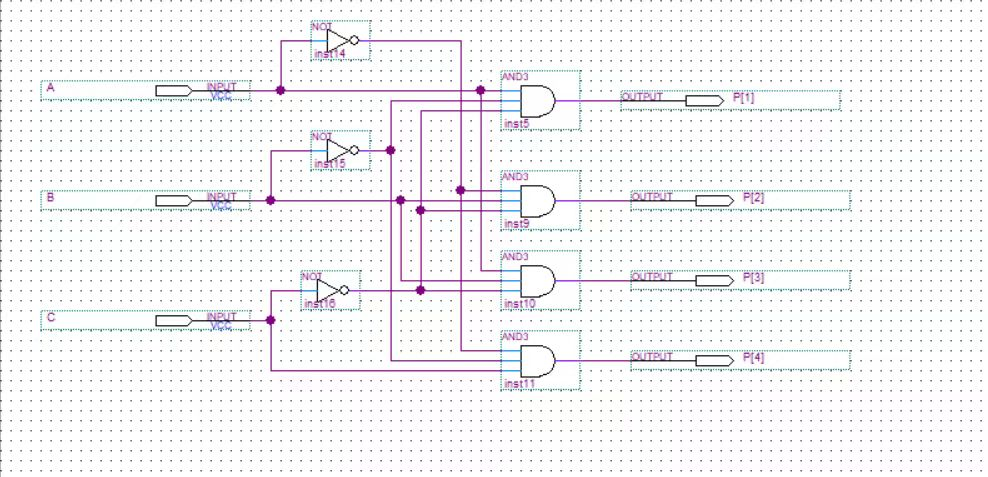 NOT
inst14
A INPUT
VCC
AND3
inst5
OUTPUT P[1]
NOT
inst15
B INPUT
VCC
AND3
inst9
OUTPUT P[2]
NOT
inst16
AND3
inst10
OUTPUT P[3]
C INPUT
VCC
AND3
inst11
OUTPUT P[4]